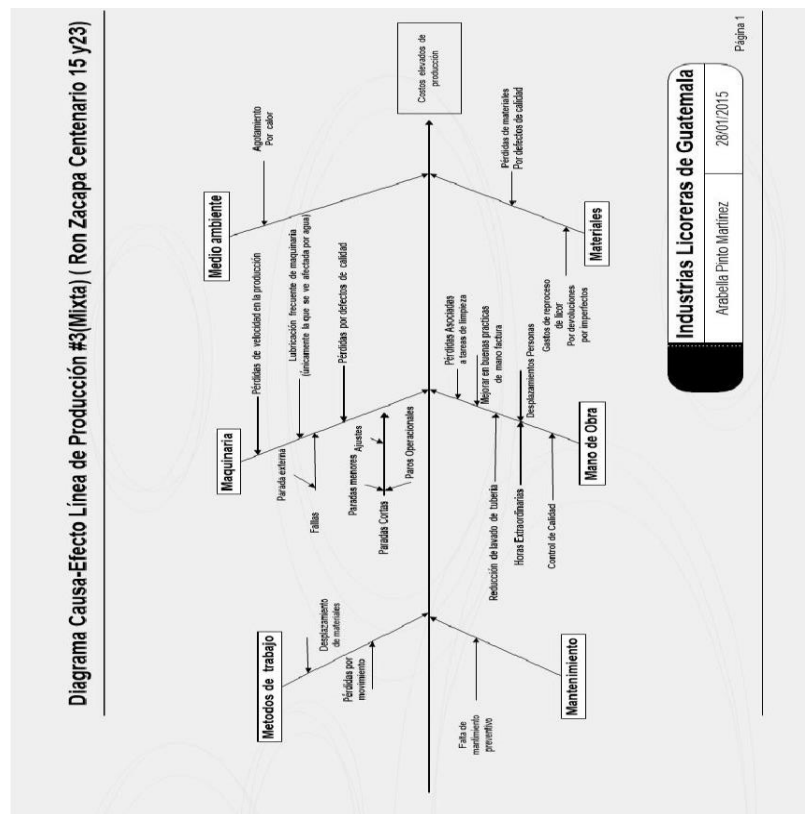 Diagrama Causa-Efecto Línea de Producción #3(Mixta) ( Ron Zacapa Centenario 15 y23)
Metodos de trabajo
Desplazamiento
de materiales
Pérdidas por
movimiento
Maquinaria
Pérdidas de velocidad en la producción
Lubricación frecuente de maquinaria
(únicamente la que se ve afectada por agua)
Pérdidas por defectos de calidad
Parada externa
Fallas
Paradas menores
Ajustes
Paradas Cortas
Paros Operacionales
Medio ambiente
Agotamiento
Por calor
Costos elevados de
producción
Mantenimiento
Falta de
mantimiento
preventivo
Mano de Obra
Pérdidas Asociadas
a tareas de limpieza
Mejorar en buenas practicas
de mano factura
Reducción de lavado de tubería
Desplazamientos Personas
Horas Extraordinarias
Control de Calidad
Materiales
Pérdidas de materiales
Por defectos de calidad
Gastos de reproceso
de licor
Por devoluciones
por imperfectos
Industrias Licoreras de Guatemala
Arabella Pinto Martínez
28/01/2015
Página 1